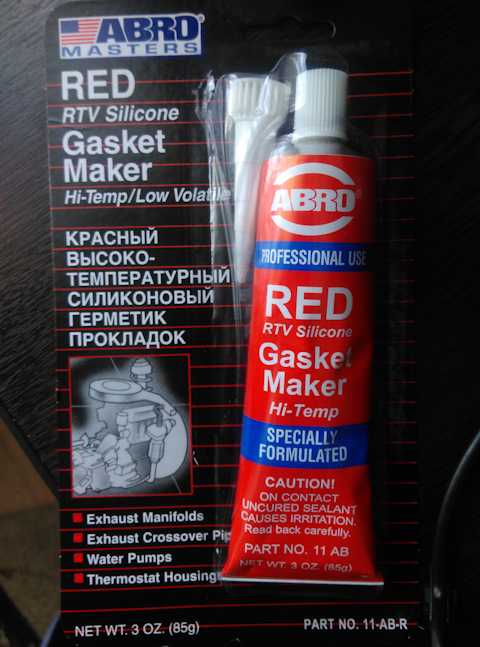 ABRO
MASTERS
RED
RTV Silicone
Gasket
Maker
Hi-Temp/Low Volatile
КРАСНЫЙ
ВЫСОКО-
ТЕМПЕРАТУРНЫЙ
СИЛИКОНОВЫЙ
ГЕРМЕТИК
ПРОКЛАДОК
Exhaust Manifolds
Exhaust Crossover Pip
Water Pumps
Thermostat Housing
NET WT. 3 OZ. (85g)
PART NO. 11-AB-R
ABRO
PROFESSIONAL USE
RED
RTV Silicone
Gasket
Maker
Hi-Temp
SPECIALLY
FORMULATED
CAUTION!
ON CONTACT
UNCURED SEALANT
CAUSES IRRITATION.
Read back carefully.
PART NO. 11 AB
NET WT. 3 OZ. (85g)